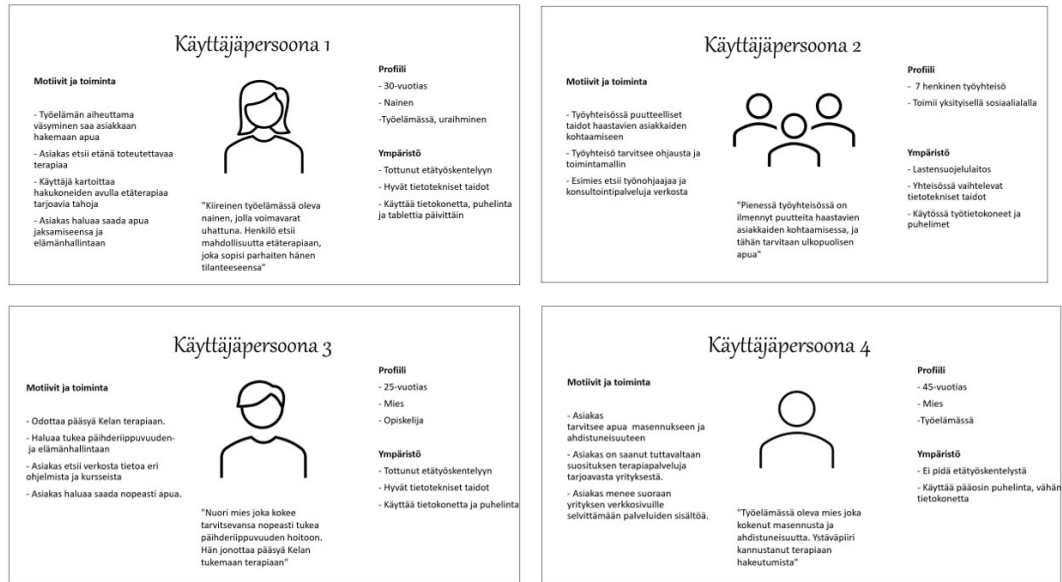 Käyttäjäpersoona 1
Motiivit ja toiminta
- Työelämän aiheuttama
väsyminen saa asiakkaan
hakemaan apua
- Asiakas etsii etänä toteutettavaa
terapiaa
- Käyttäjä kartoittaa
hakukoneiden avulla etäterapiaa
tarjoavia tahoja
- Asiakas haluaa saada apua
jaksamiseensa ja
elämänhallintaan
"Kiireinen työelämässä oleva
nainen, jolla voimavarat
uhattuna. Henkilö etsii
mahdollisuutta etäterapiaan,
joka sopisi parhaiten hänen
tilanteeseensa"
Profiili
- 30-vuotias
- Nainen
-Työelämässä, uraihminen
Ympäristö
- Tottunut etätyöskentelyyn
- Hyvät tietotekniset taidot
- Käyttää tietokonetta, puhelinta
ja tablettia päivittäin
Käyttäjäpersoona 2
Motiivit ja toiminta
- Työyhteisössä puutteelliset
taidot haastavien asiakkaiden
kohtaamiseen
- Työyhteisö tarvitsee ohjausta ja
toimintamallin
- Esimies etsii työnohjaajaa ja
konsultointipalveluja verkosta
"Pienessä työyhteisössä on
ilmennyt puutteita haastavien
asiakkaiden kohtaamisessa, ja
tähän tarvitaan ulkopuolisen
apua"
Profiili
- 7 henkinen työyhteisö
- Toimii yksityisellä sosiaalialalla
Ympäristö
- Lastensuojelulaitos
- Yhteisössä vaihtelevat
tietotekniset taidot
- Käytössä työtietokoneet ja
puhelimet
Käyttäjäpersoona 3
Motiivit ja toiminta
- Odottaa pääsyä Kelan terapiaan.
- Haluaa tukea päihderiippuvuuden-
ja elämänhallintaan
- Asiakas etsii verkosta tietoa eri
ohjelmista ja kursseista
- Asiakas haluaa saada nopeasti apua.
"Nuori mies joka kokee
tarvitsevansa nopeasti tukea
päihderiippuvuuden hoitoon.
Hän jonottaa pääsyä Kelan
tukemaan terapiaan"
Profiili
- 25-vuotias
- Mies
- Opiskelija
Ympäristö
- Tottunut etätyöskentelyyn
- Hyvät tietotekniset taidot
- Käyttää tietokonetta ja puhelinta
Käyttäjäpersoona 4
Motiivit ja toiminta
- Asiakas
tarvitsee apua masennukseen ja
ahdistuneisuuteen
- Asiakas on saanut tuttavaltaan
suosituksen terapiapalveluja
tarjoavasta yrityksestä.
- Asiakas menee suoraan
yrityksen verkkosivuille
selvittämään palveluiden sisältöä.
"Työelämässä oleva mies joka
kokenut masennusta ja
ahdistuneisuutta. Ystäväpiiri
kannustanut terapiaan
hakeutumista"
Profiili
- 45-vuotias
- Mies
-Työelämässä
Ympäristö
- Ei pidä etätyöskentelystä
- Käyttää pääosin puhelinta, vähän
tietokonetta